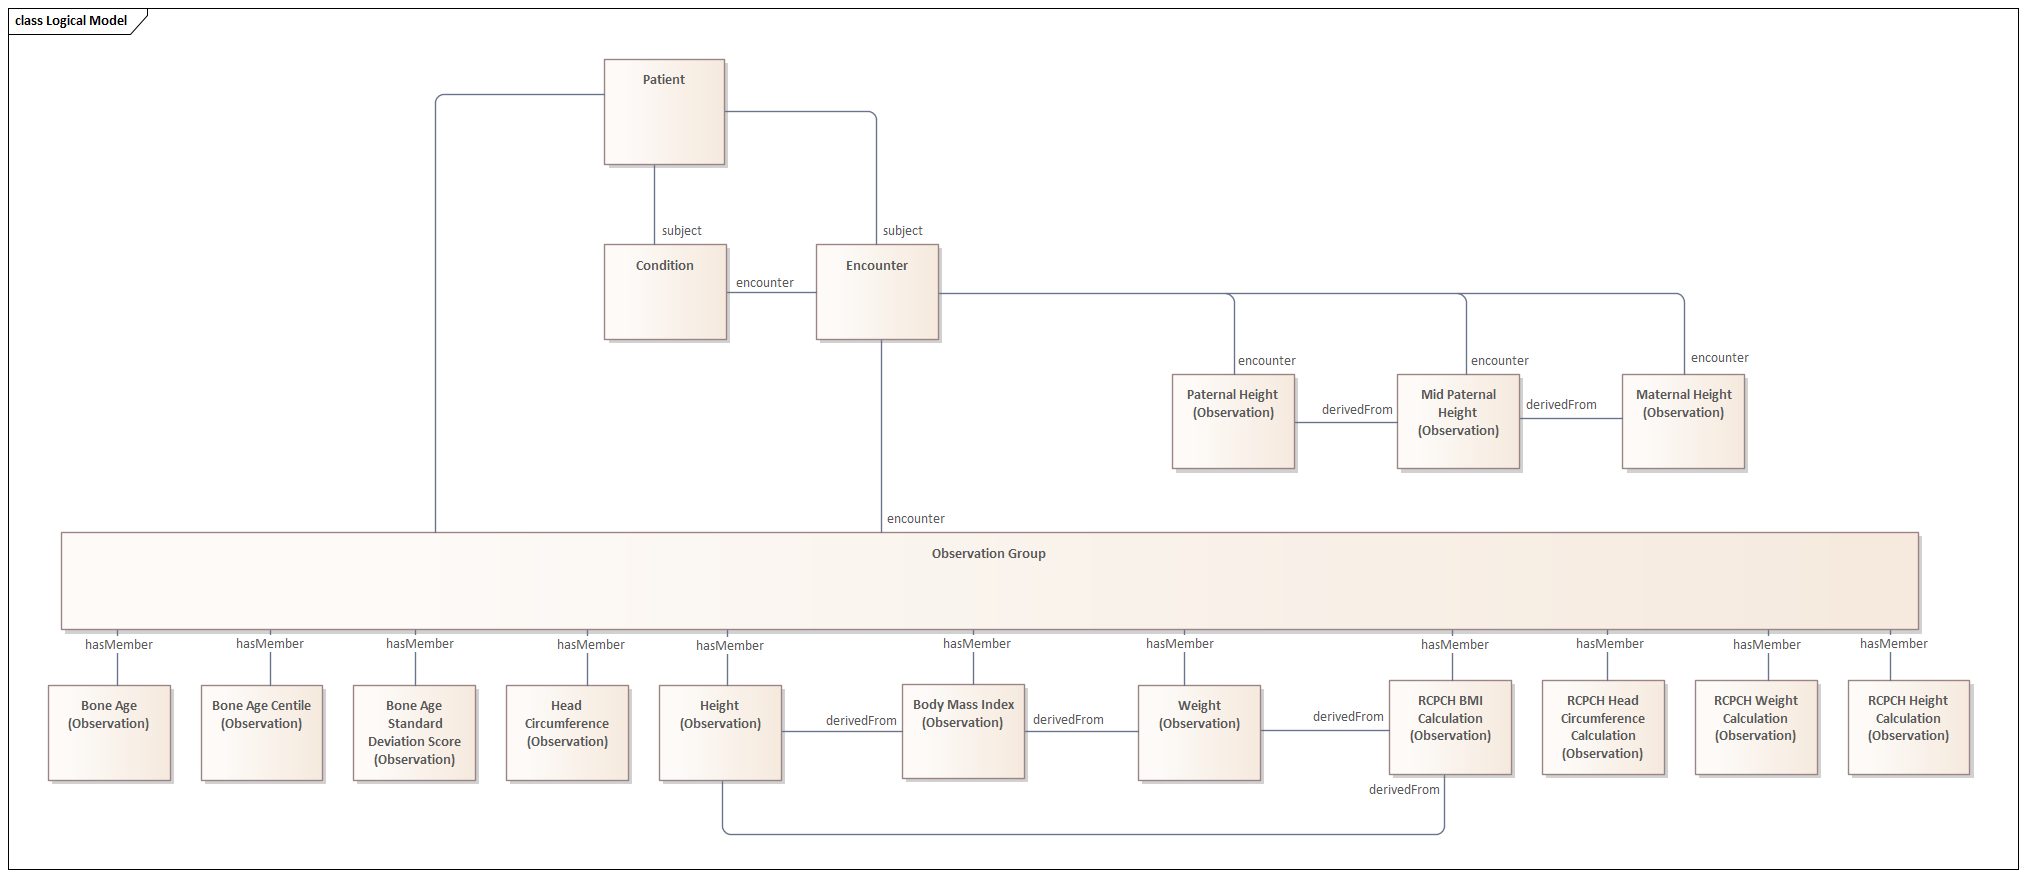 class Logical Model
Patient
subject
subject
Condition
encounter
Encounter
encounter
encounter
encounter
Paternal Height
(Observation)
derivedFrom
Mid Paternal
Height
(Observation)
derivedFrom
Maternal Height
(Observation)
encounter
Observation Group
hasMember
hasMember
hasMember
hasMember
hasMember
hasMember
hasMember
hasMember
hasMember
hasMember
hasMember
Bone Age
(Observation)
Bone Age Centile
(Observation)
Bone Age
Standard
Deviation Score
(Observation)
Head
Circumference
(Observation)
Height
(Observation)
derivedFrom
Body Mass Index
(Observation)
derivedFrom
Weight
(Observation)
derivedFrom
RCPCH BMI
Calculation
(Observation)
RCPCH Head
Circumference
Calculation
(Observation)
RCPCH Weight
Calculation
(Observation)
RCPCH Height
Calculation
(Observation)
derivedFrom